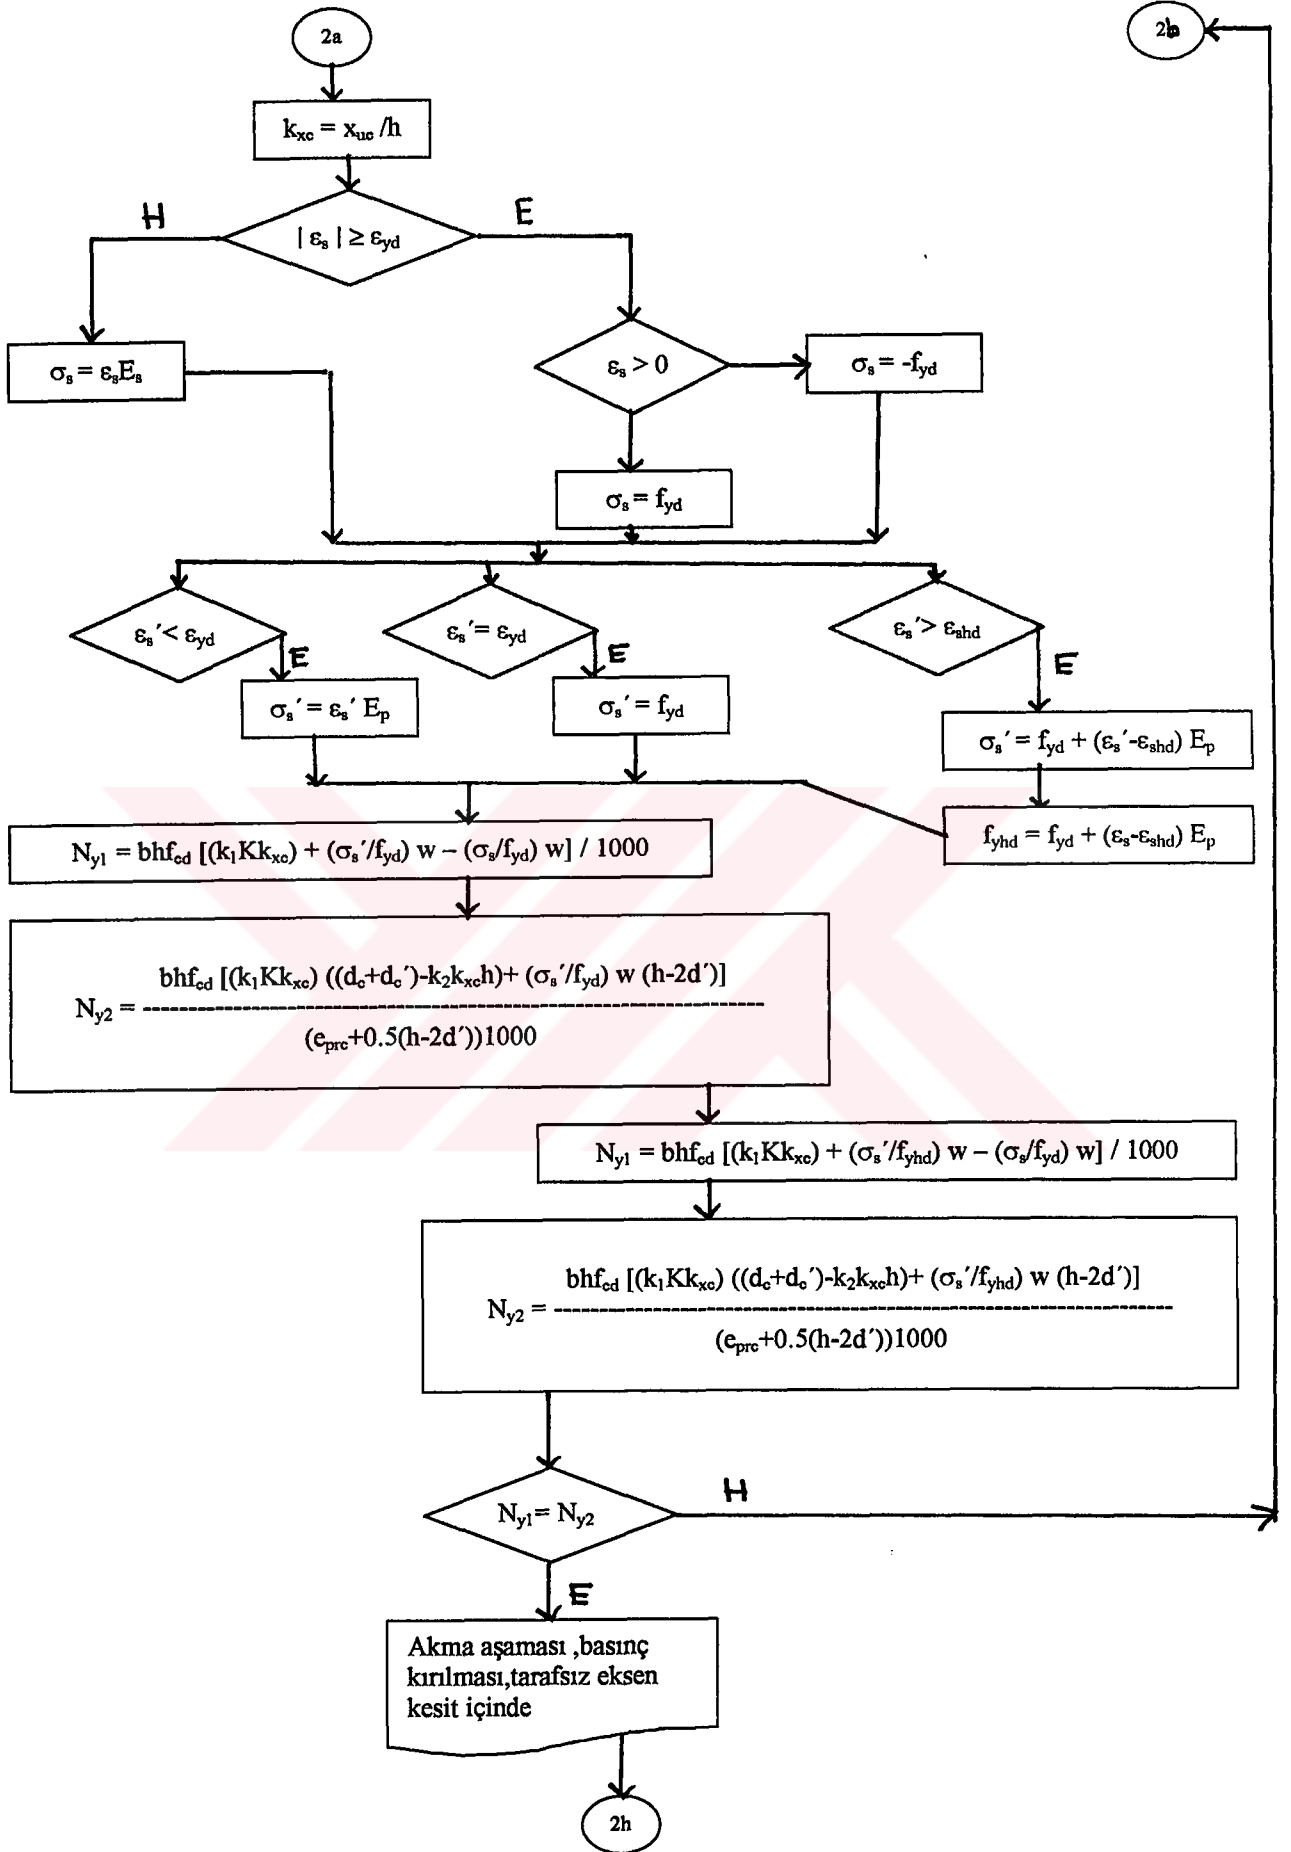 2a
2b
k_xc = x_uc /h
H
E
| ε_s | ≥ ε_yd
σ_s = ε_sE_s
ε_s > 0
σ_s = -f_yd
σ_s = f_yd
ε_s´< ε_yd
ε_s´= ε_yd
ε_s´> ε_shd
E
E
E
σ_s´ = ε_s´ E_p
σ_s´ = f_yd
σ_s´ = f_yd + (ε_s´-ε_shd) E_p
f_yhd = f_yd + (ε_s-ε_shd) E_p
N_y1 = bhf_cd [(k_1Kk_xc) + (σ_s´/f_yd) w – (σ_s/f_yd) w] / 1000
bhf_cd [(k_1Kk_xc) ((d_c+d_c´)-k_2k_xch)+ (σ_s´/f_yd) w (h-2d´)]
N_y2 = ----------------------------------------------------------------
(e_prc+0.5(h-2d´))1000
N_y1 = bhf_cd [(k_1Kk_xc) + (σ_s´/f_yhd) w – (σ_s/f_yd) w] / 1000
bhf_cd [(k_1Kk_xc) ((d_c+d_c´)-k_2k_xch)+ (σ_s´/f_yhd) w (h-2d´)]
N_y2 = ----------------------------------------------------------------
(e_prc+0.5(h-2d´))1000
N_y1= N_y2
H
E
Akma aşaması ,basınç
kırılması,tarafsız eksen
kesit içinde
2h